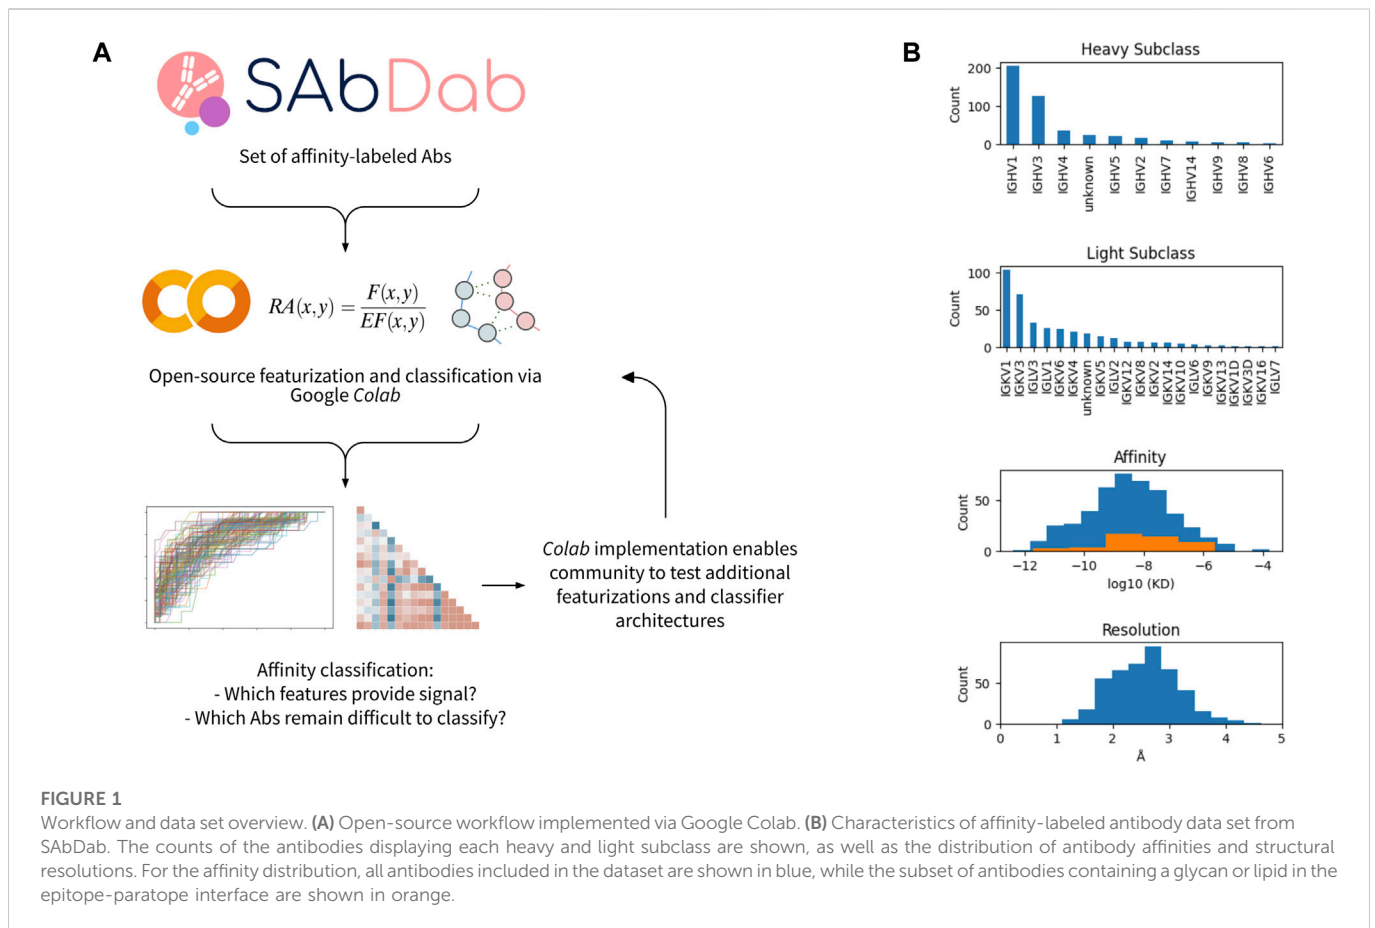 A
SAbDab
Set of affinity-labeled Abs
RA(x,y) = F(x,y) / EF(x,y)
Open-source featurization and classification via
Google Colab
Colab implementation enables
community to test additional
featurizations and classifier
architectures
Affinity classification:
- Which features provide signal?
- Which Abs remain difficult to classify?
B
Heavy Subclass
Count
200
100
0
IGHV1
IGHV3
IGHV4
unknown
IGHV5
IGHV2
IGHV7
IGHV14
IGHV9
IGHV8
IGHV6
Light Subclass
Count
100
50
0
IGKV1
IGKV3
IGLV3
IGLV1
IGKV6
IGKV4
unknown
IGKV5
IGLV2
IGKV12
IGKV8
IGKV2
IGKV14
IGKV10
IGLV6
IGKV9
IGKV13
IGKV1D
IGKV3D
IGKV16
IGLV7
Affinity
Count
50
0
−12 −10 −8 −6 −4
log10 (KD)
Resolution
Count
50
0
0 1 2 3 4 5
Å
FIGURE 1
Workflow and data set overview. (A) Open-source workflow implemented via Google Colab. (B) Characteristics of affinity-labeled antibody data set from
SAbDab. The counts of the antibodies displaying each heavy and light subclass are shown, as well as the distribution of antibody affinities and structural
resolutions. For the affinity distribution, all antibodies included in the dataset are shown in blue, while the subset of antibodies containing a glycan or lipid in the
epitope-paratope interface are shown in orange.